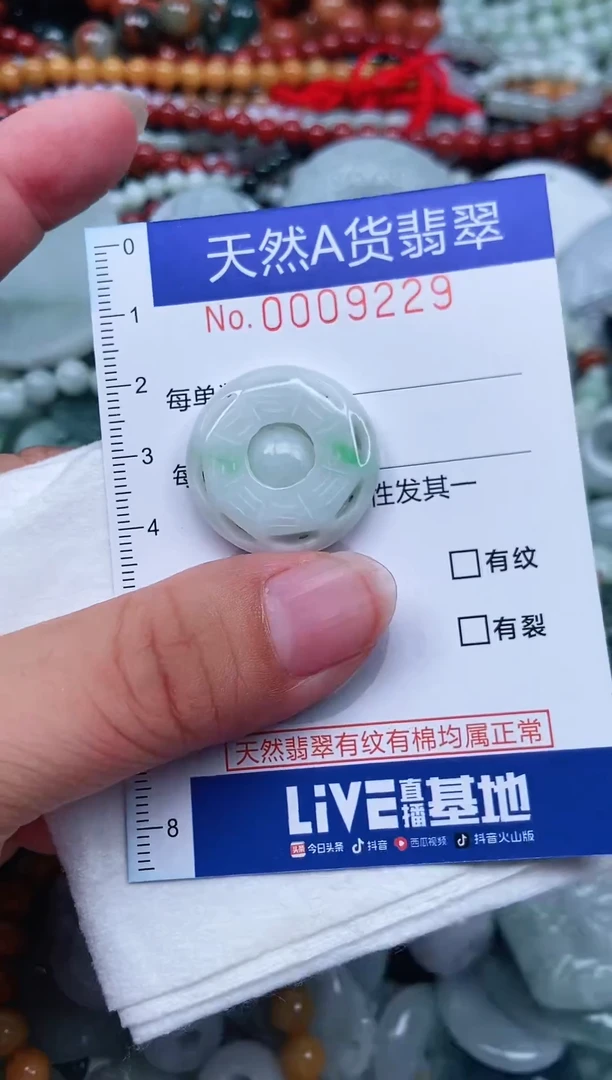 天然A货翡翠
No.0009229
0
1
2
3
4
8
每单
每
性发其一
有纹
有裂
天然翡翠有纹有棉均属正常
LiVE直播基地
头条 今日头条 抖音 西瓜视频 抖音火山版